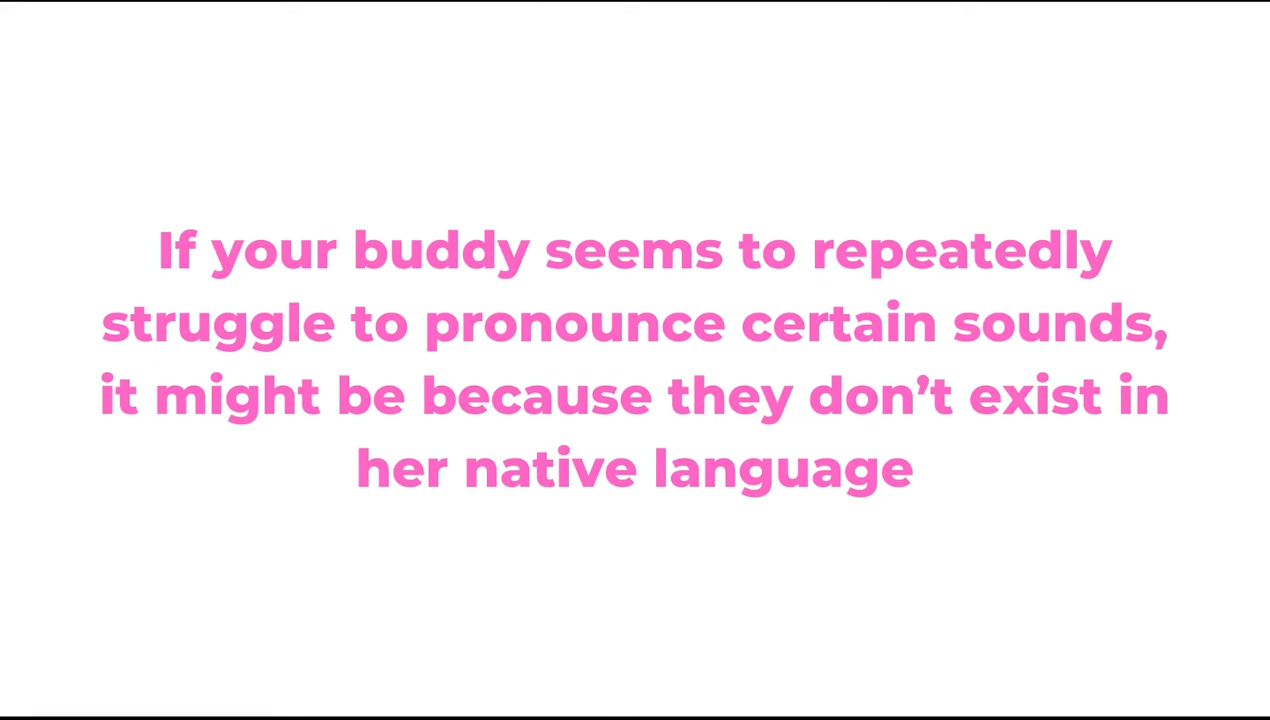 If your buddy seems to repeatedly
struggle to pronounce certain sounds,
it might be because they don’t exist in
her native language